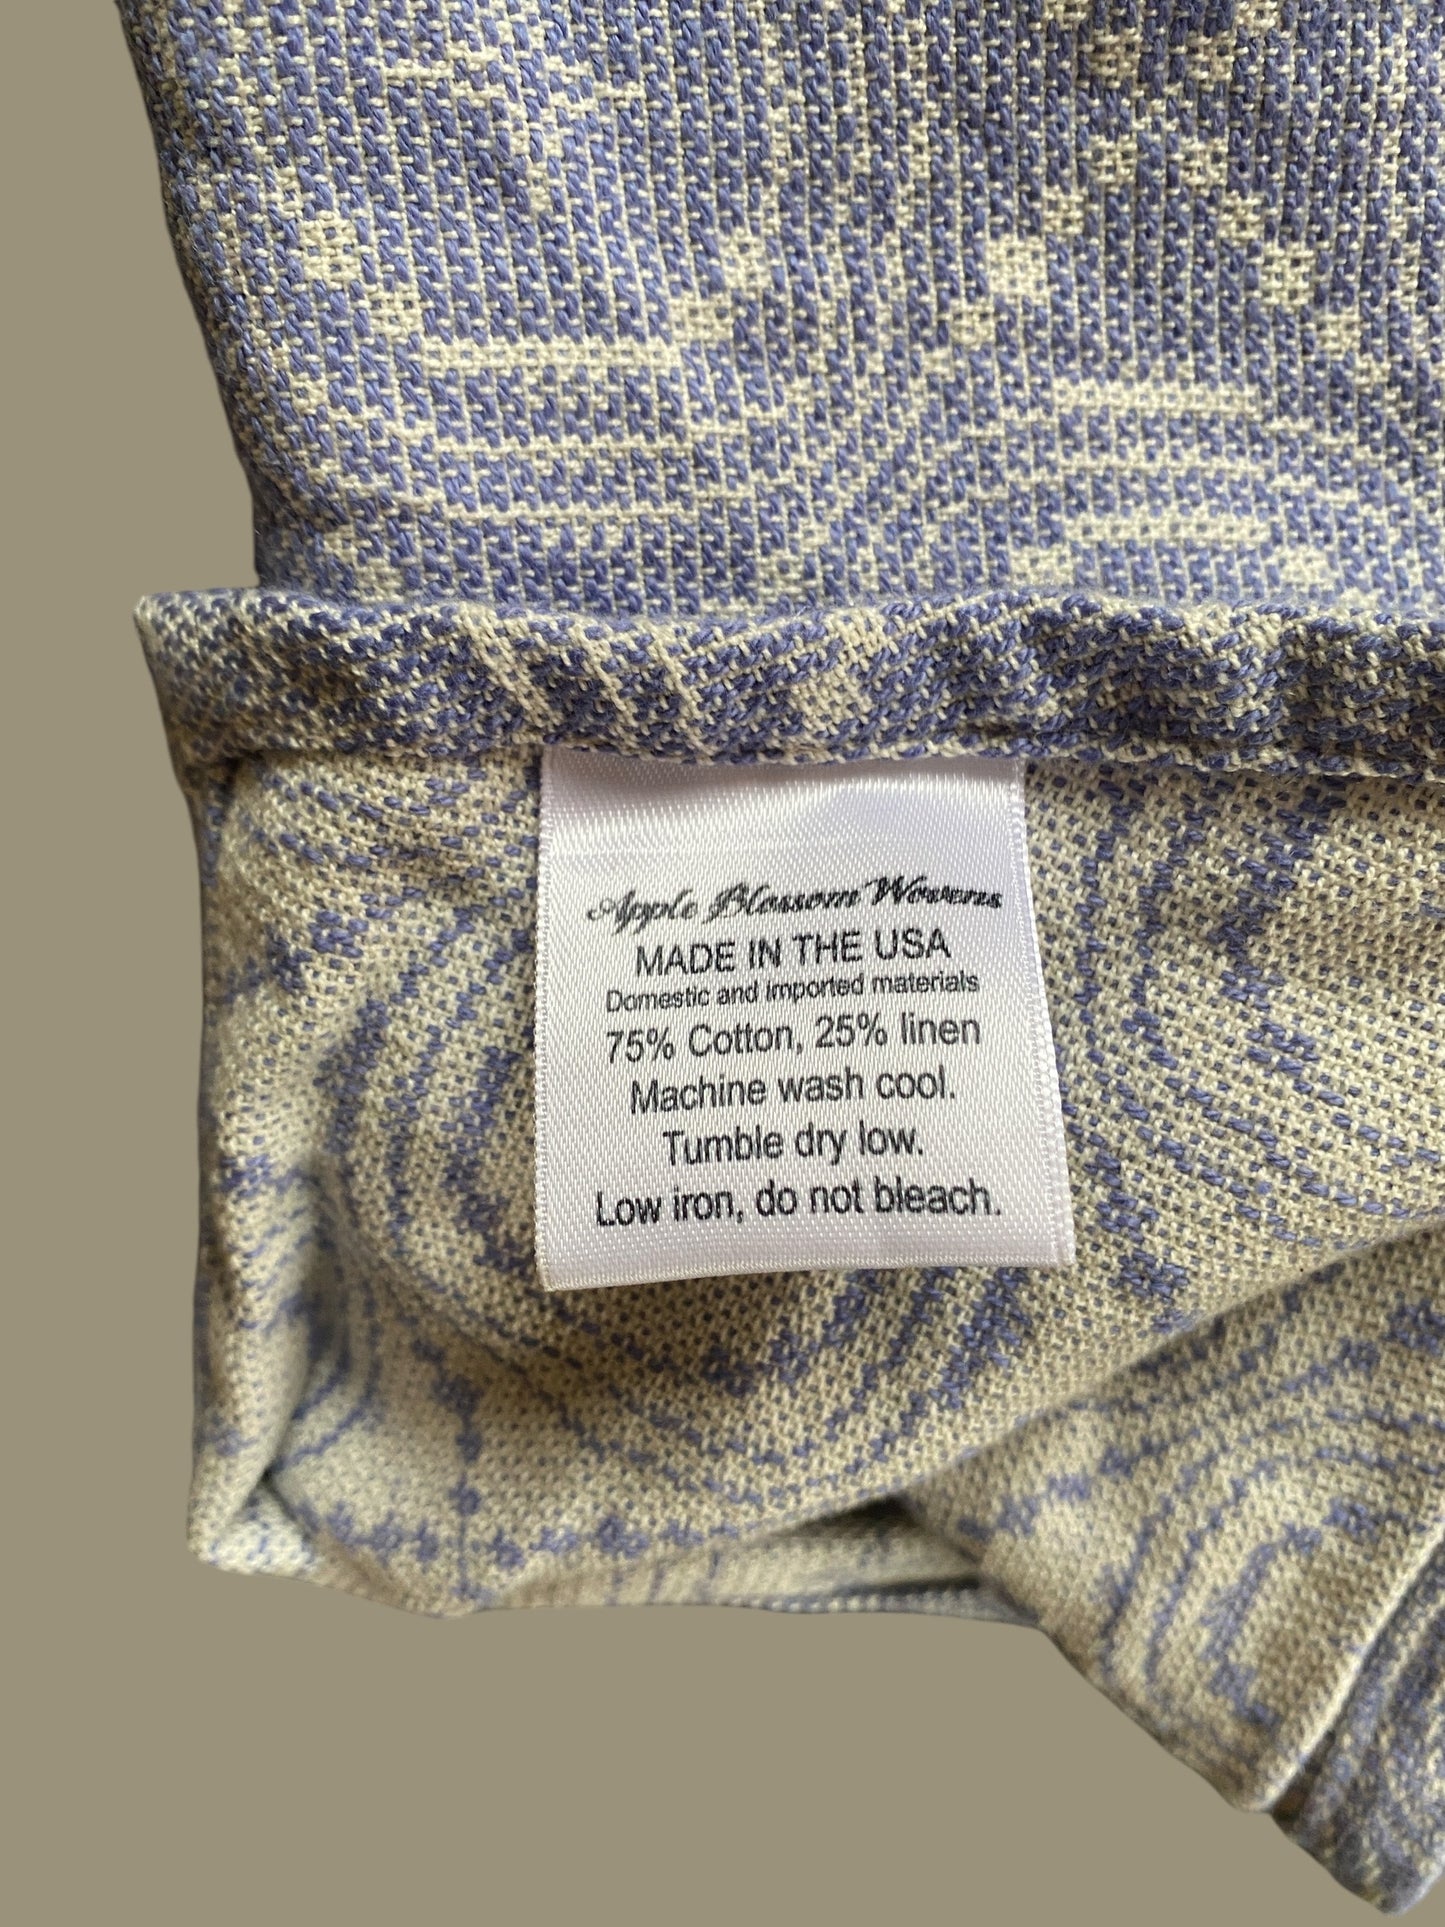 Apple Blossom Wovens
MADE IN THE USA
Domestic and imported materials
75% Cotton, 25% linen
Machine wash cool.
Tumble dry low.
Low iron, do not bleach.